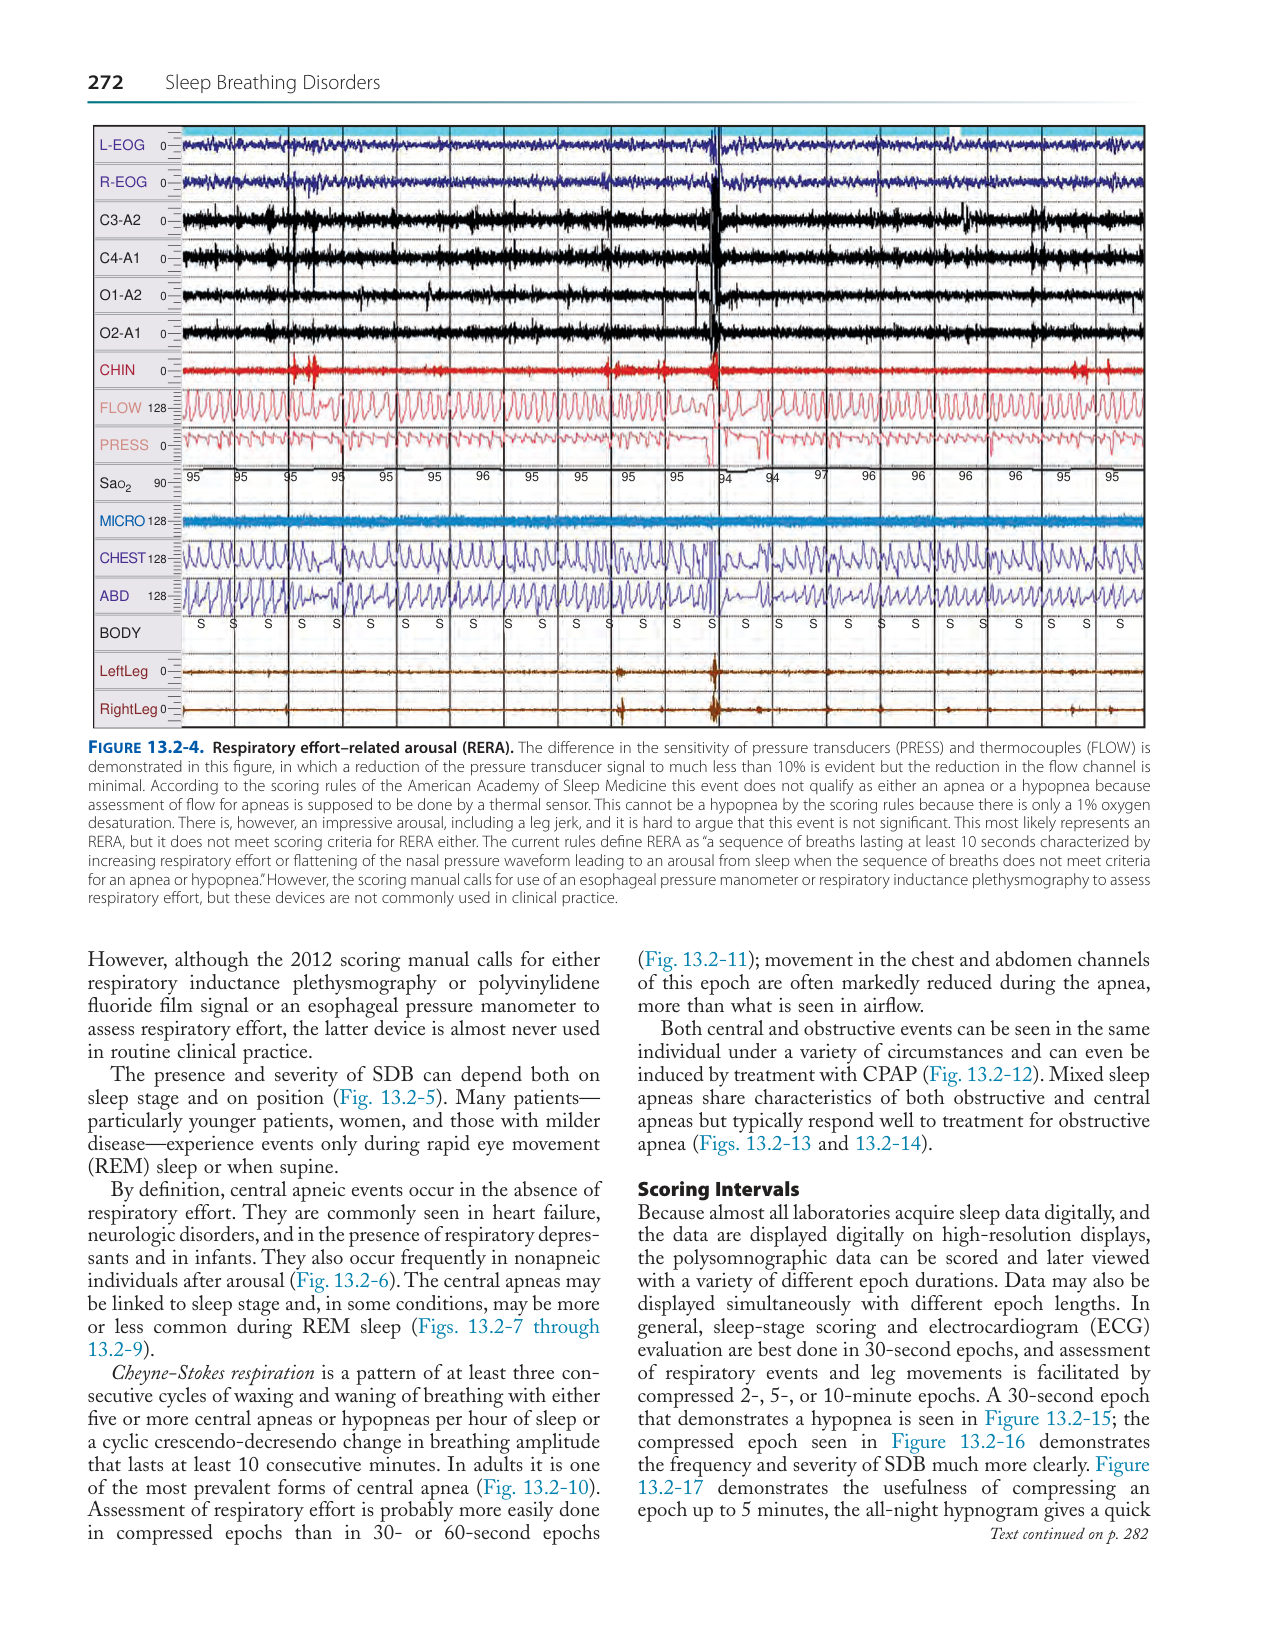 272 Sleep Breathing Disorders
L-EOG 0
R-EOG 0
C3-A2 0
C4-A1 0
O1-A2 0
O2-A1 0
CHIN 0
FLOW 128
PRESS 0
Sao2 90 95 95 95 95 95 95 96 95 95 95 95 94 94 97 96 96 96 96 95 95
MICRO 128
CHEST 128
ABD 128
BODY S S S S S S S S S S S S S S S S S S S S S S S S S S S S
LeftLeg 0
RightLeg 0
FIGURE 13.2-4. Respiratory effort–related arousal (RERA). The difference in the sensitivity of pressure transducers (PRESS) and thermocouples (FLOW) is
demonstrated in this figure, in which a reduction of the pressure transducer signal to much less than 10% is evident but the reduction in the flow channel is
minimal. According to the scoring rules of the American Academy of Sleep Medicine this event does not qualify as either an apnea or a hypopnea because
assessment of flow for apneas is supposed to be done by a thermal sensor. This cannot be a hypopnea by the scoring rules because there is only a 1% oxygen
desaturation. There is, however, an impressive arousal, including a leg jerk, and it is hard to argue that this event is not significant. This most likely represents an
RERA, but it does not meet scoring criteria for RERA either. The current rules define RERA as “a sequence of breaths lasting at least 10 seconds characterized by
increasing respiratory effort or flattening of the nasal pressure waveform leading to an arousal from sleep when the sequence of breaths does not meet criteria
for an apnea or hypopnea.” However, the scoring manual calls for use of an esophageal pressure manometer or respiratory inductance plethysmography to assess
respiratory effort, but these devices are not commonly used in clinical practice.
However, although the 2012 scoring manual calls for either
respiratory inductance plethysmography or polyvinylidene
fluoride film signal or an esophageal pressure manometer to
assess respiratory effort, the latter device is almost never used
in routine clinical practice.
The presence and severity of SDB can depend both on
sleep stage and on position (Fig. 13.2-5). Many patients—
particularly younger patients, women, and those with milder
disease—experience events only during rapid eye movement
(REM) sleep or when supine.
By definition, central apneic events occur in the absence of
respiratory effort. They are commonly seen in heart failure,
neurologic disorders, and in the presence of respiratory depres-
sants and in infants. They also occur frequently in nonapneic
individuals after arousal (Fig. 13.2-6). The central apneas may
be linked to sleep stage and, in some conditions, may be more
or less common during REM sleep (Figs. 13.2-7 through
13.2-9).
Cheyne-Stokes respiration is a pattern of at least three con-
secutive cycles of waxing and waning of breathing with either
five or more central apneas or hypopneas per hour of sleep or
a cyclic crescendo-decresendo change in breathing amplitude
that lasts at least 10 consecutive minutes. In adults it is one
of the most prevalent forms of central apnea (Fig. 13.2-10).
Assessment of respiratory effort is probably more easily done
in compressed epochs than in 30- or 60-second epochs
(Fig. 13.2-11); movement in the chest and abdomen channels
of this epoch are often markedly reduced during the apnea,
more than what is seen in airflow.
Both central and obstructive events can be seen in the same
individual under a variety of circumstances and can even be
induced by treatment with CPAP (Fig. 13.2-12). Mixed sleep
apneas share characteristics of both obstructive and central
apneas but typically respond well to treatment for obstructive
apnea (Figs. 13.2-13 and 13.2-14).
Scoring Intervals
Because almost all laboratories acquire sleep data digitally, and
the data are displayed digitally on high-resolution displays,
the polysomnographic data can be scored and later viewed
with a variety of different epoch durations. Data may also be
displayed simultaneously with different epoch lengths. In
general, sleep-stage scoring and electrocardiogram (ECG)
evaluation are best done in 30-second epochs, and assessment
of respiratory events and leg movements is facilitated by
compressed 2-, 5-, or 10-minute epochs. A 30-second epoch
that demonstrates a hypopnea is seen in Figure 13.2-15; the
compressed epoch seen in Figure 13.2-16 demonstrates
the frequency and severity of SDB much more clearly. Figure
13.2-17 demonstrates the usefulness of compressing an
epoch up to 5 minutes, the all-night hypnogram gives a quick
Text continued on p. 282